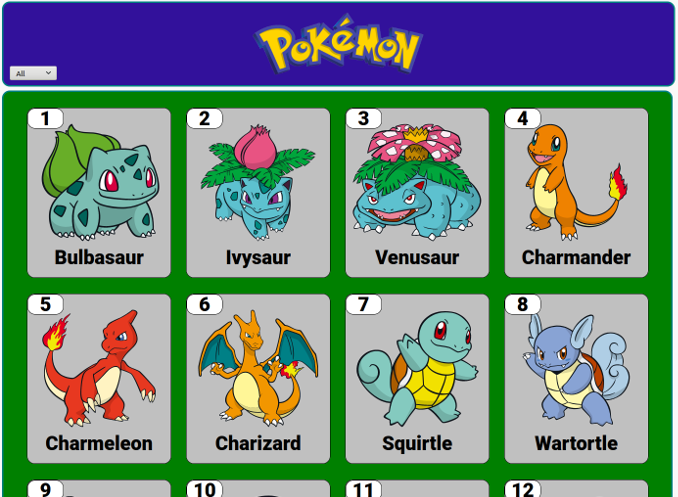 POKéMON
All
1
2
3
4
Bulbasaur
Ivysaur
Venusaur
Charmander
5
6
7
8
Charmeleon
Charizard
Squirtle
Wartortle
9
10
11
12